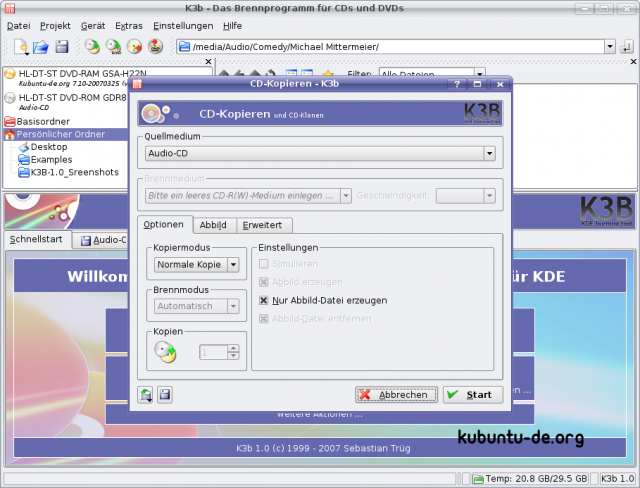 K3b - Das Brennprogramm für CDs und DVDs
Datei Projekt Gerät Extras Einstellungen Hilfe
/media/Audio/Comedy/Michael Mittermeier/
HL-DT-ST DVD-RAM GSA-H22N
Kubuntu-de.org 7.10-20070325
HL-DT-ST DVD-ROM GDR8
Audio-CD
Basisordner
Persönlicher Ordner
Desktop
Examples
K3B-1.0_Sreenshots
Filter: Alle Dateien
CD-Kopieren - K3b
CD-Kopieren und CD-Klonen
K3B
Quellmedium
Audio-CD
Brennmedium
Bitte ein leeres CD-R(W)-Medium einlegen ...
Geschwindigkeit:
Optionen Abbild Erweitert
Kopiermodus
Normale Kopie
Brennmodus
Automatisch
Kopien
1
Einstellungen
Simulieren
Abbild erzeugen
Nur Abbild-Datei erzeugen
Abbild-Datei entfernen
Abbrechen Start
K3B
KDE burning tool
Schnellstart Audio-C
Willkom
ür KDE
en ...
Weitere Aktionen ...
K3b 1.0 (c) 1999 - 2007 Sebastian Trüg
kubuntu-de.org
Temp: 20.8 GB/29.5 GB K3b 1.0